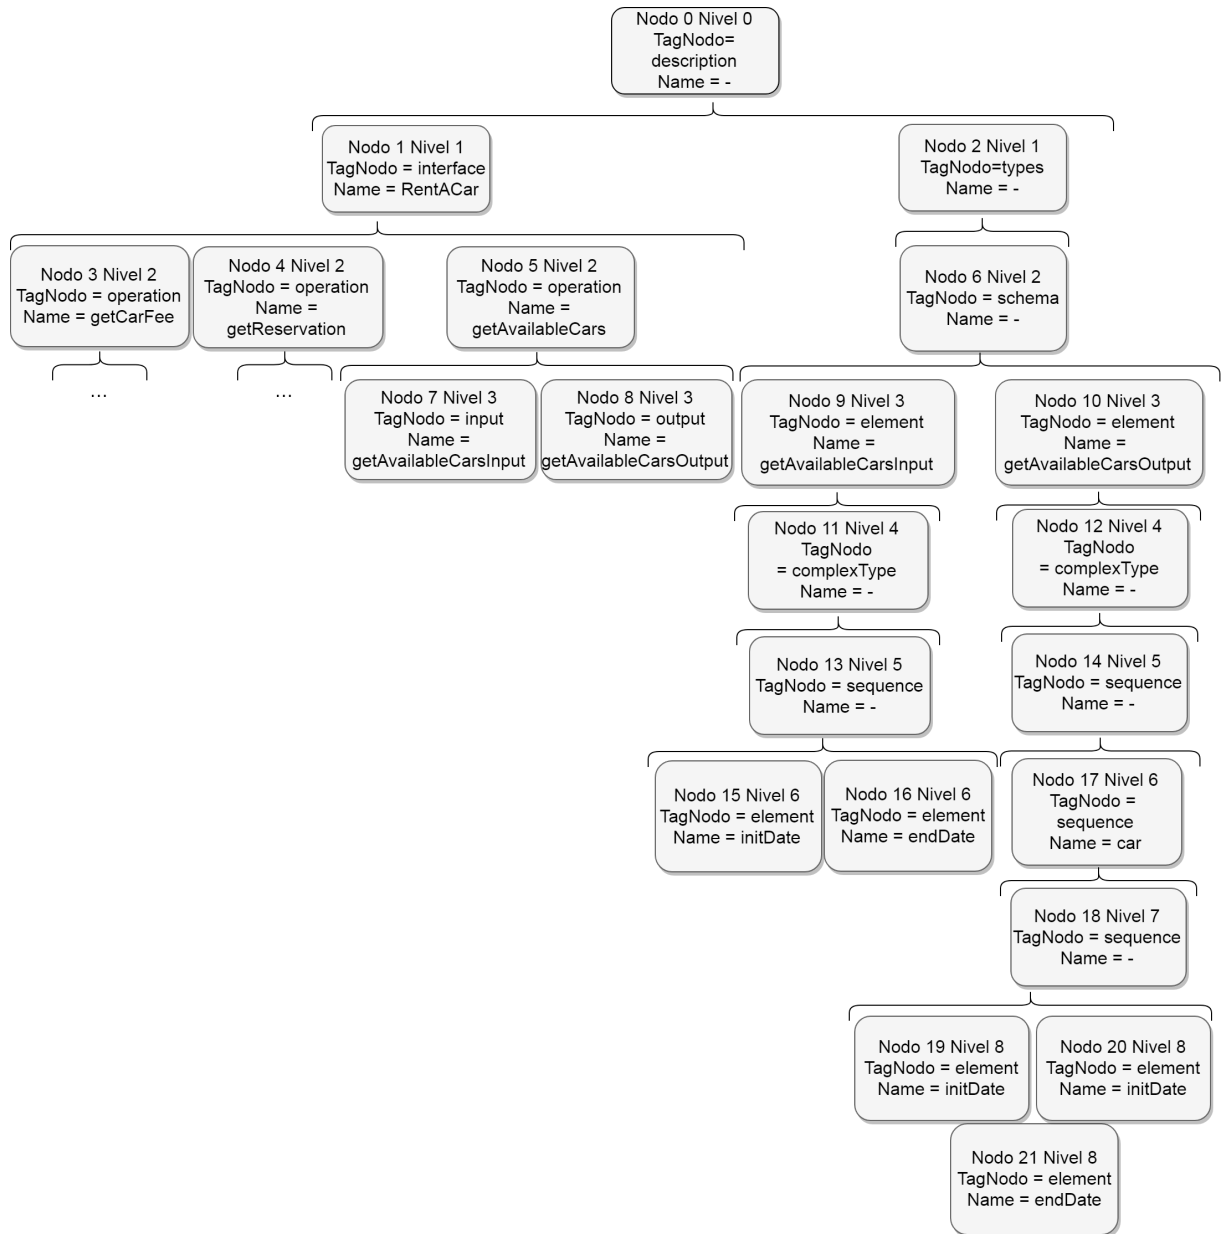 Nodo 0 Nivel 0
TagNodo=
description
Name = -
Nodo 1 Nivel 1
TagNodo = interface
Name = RentACar
Nodo 2 Nivel 1
TagNodo=types
Name = -
Nodo 3 Nivel 2
TagNodo = operation
Name = getCarFee
Nodo 4 Nivel 2
TagNodo = operation
Name =
getReservation
Nodo 5 Nivel 2
TagNodo = operation
Name =
getAvailableCars
Nodo 6 Nivel 2
TagNodo = schema
Name = -
...
...
Nodo 7 Nivel 3
TagNodo = input
Name =
getAvailableCarsInput
Nodo 8 Nivel 3
TagNodo = output
Name =
getAvailableCarsOutput
Nodo 9 Nivel 3
TagNodo = element
Name =
getAvailableCarsInput
Nodo 10 Nivel 3
TagNodo = element
Name =
getAvailableCarsOutput
Nodo 11 Nivel 4
TagNodo
= complexType
Name = -
Nodo 12 Nivel 4
TagNodo
= complexType
Name = -
Nodo 13 Nivel 5
TagNodo = sequence
Name = -
Nodo 14 Nivel 5
TagNodo = sequence
Name = -
Nodo 15 Nivel 6
TagNodo = element
Name = initDate
Nodo 16 Nivel 6
TagNodo = element
Name = endDate
Nodo 17 Nivel 6
TagNodo =
sequence
Name = car
Nodo 18 Nivel 7
TagNodo = sequence
Name = -
Nodo 19 Nivel 8
TagNodo = element
Name = initDate
Nodo 20 Nivel 8
TagNodo = element
Name = initDate
Nodo 21 Nivel 8
TagNodo = element
Name = endDate